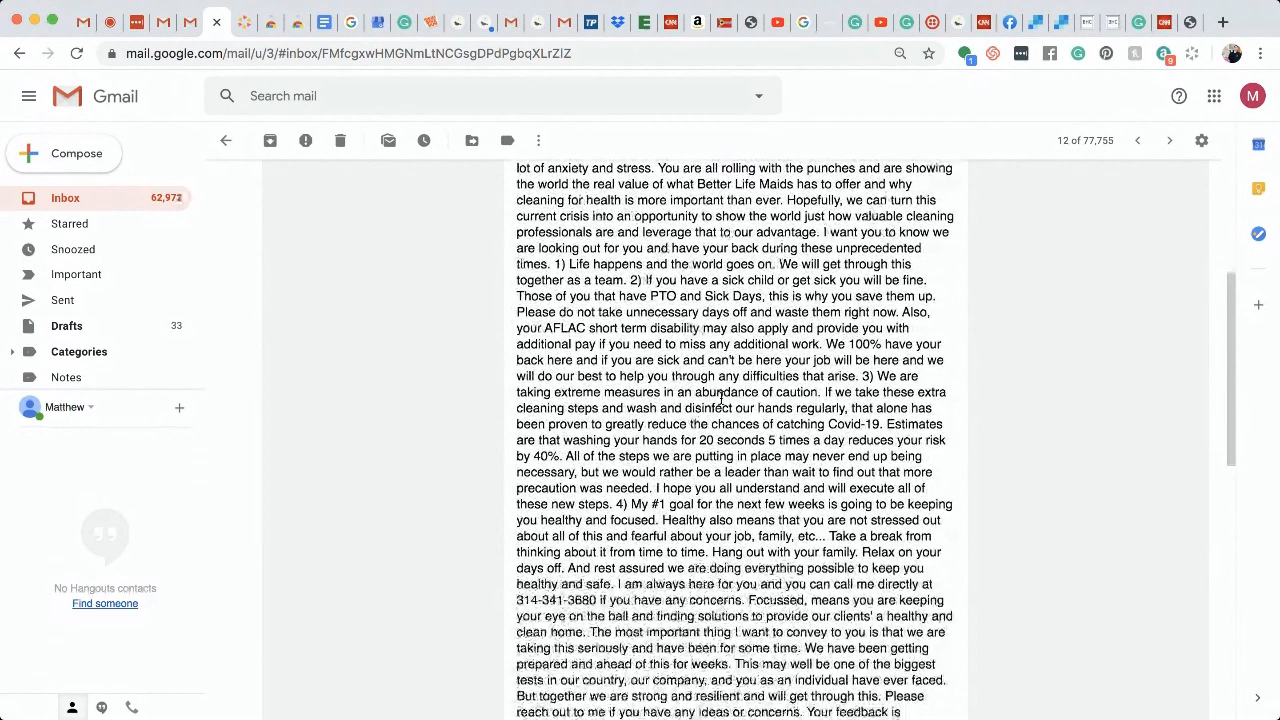 mail.google.com/mail/u/3/#inbox/FMfcgxwHMGNmLtNCGsgDPdPgbqXLrZlZ
1
9
Gmail
Search mail
M
Compose
12 of 77,755
Inbox
Starred
Snoozed
Important
Sent
Drafts
33
Categories
Notes
Matthew
No Hangouts contacts
Find someone
lot of anxiety and stress. You are all rolling with the punches and are showing
the world the real value of what Better Life Maids has to offer and why
cleaning for health is more important than ever. Hopefully, we can turn this
current crisis into an opportunity to show the world just how valuable cleaning
professionals are and leverage that to our advantage. I want you to know we
are looking out for you and have your back during these unprecedented
times. 1) Life happens and the world goes on. We will get through this
together as a team. 2) If you have a sick child or get sick you will be fine.
Those of you that have PTO and Sick Days, this is why you save them up.
Please do not take unnecessary days off and waste them right now. Also,
your AFLAC short term disability may also apply and provide you with
additional pay if you need to miss any additional work. We 100% have your
back here and if you are sick and can't be here your job will be here and we
will do our best to help you through any difficulties that arise. 3) We are
taking extreme measures in an abundance of caution. If we take these extra
cleaning steps and wash and disinfect our hands regularly, that alone has
been proven to greatly reduce the chances of catching Covid-19. Estimates
are that washing your hands for 20 seconds 5 times a day reduces your risk
by 40%. All of the steps we are putting in place may never end up being
necessary, but we would rather be a leader than wait to find out that more
precaution was needed. I hope you all understand and will execute all of
these new steps. 4) My #1 goal for the next few weeks is going to be keeping
you healthy and focused. Healthy also means that you are not stressed out
about all of this and fearful about your job, family, etc... Take a break from
thinking about it from time to time. Hang out with your family. Relax on your
days off. And rest assured we are doing everything possible to keep you
healthy and safe. I am always here for you and you can call me directly at
314-341-3680 if you have any concerns. Focussed, means you are keeping
your eye on the ball and finding solutions to provide our clients' a healthy and
clean home. The most important thing I want to convey to you is that we are
taking this seriously and have been for some time. We have been getting
prepared and ahead of this for weeks. This may well be one of the biggest
tests in our country, our company, and you as an individual have ever faced.
But together we are strong and resilient and will get through this. Please
reach out to me if you have any ideas or concerns. Your feedback is